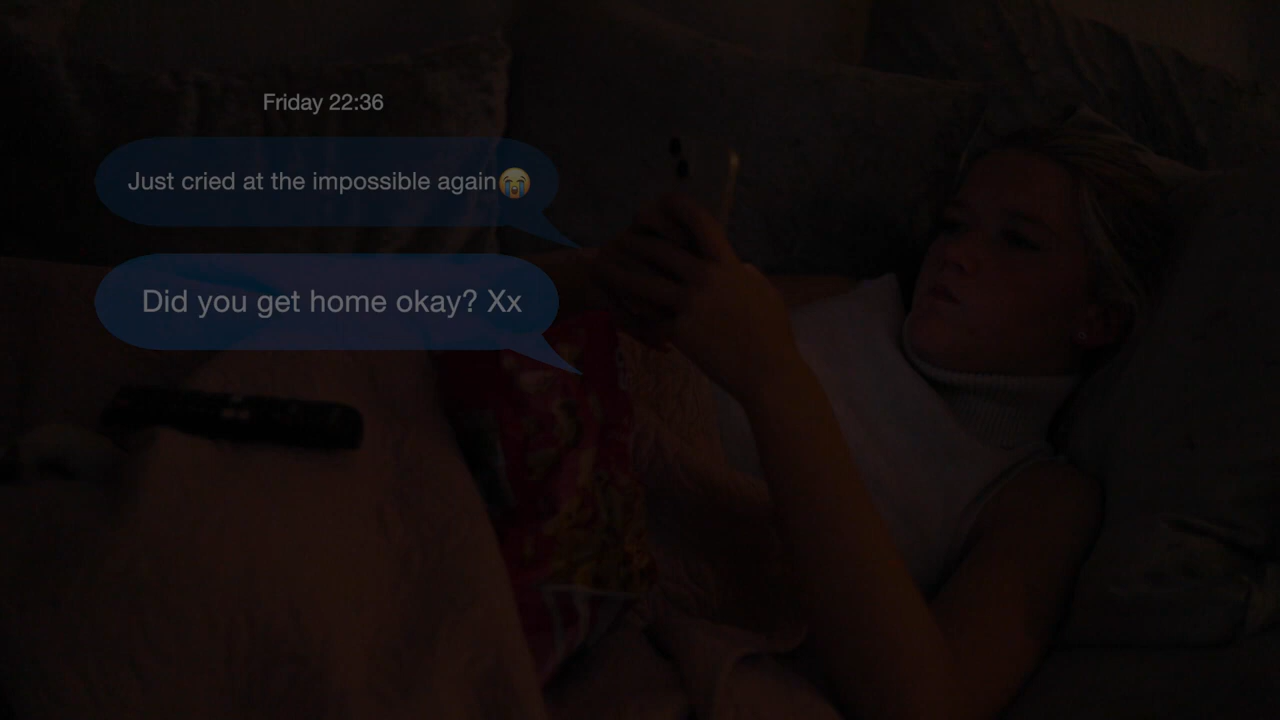 Friday 22:36
Just cried at the impossible again😭
Did you get home okay? Xx